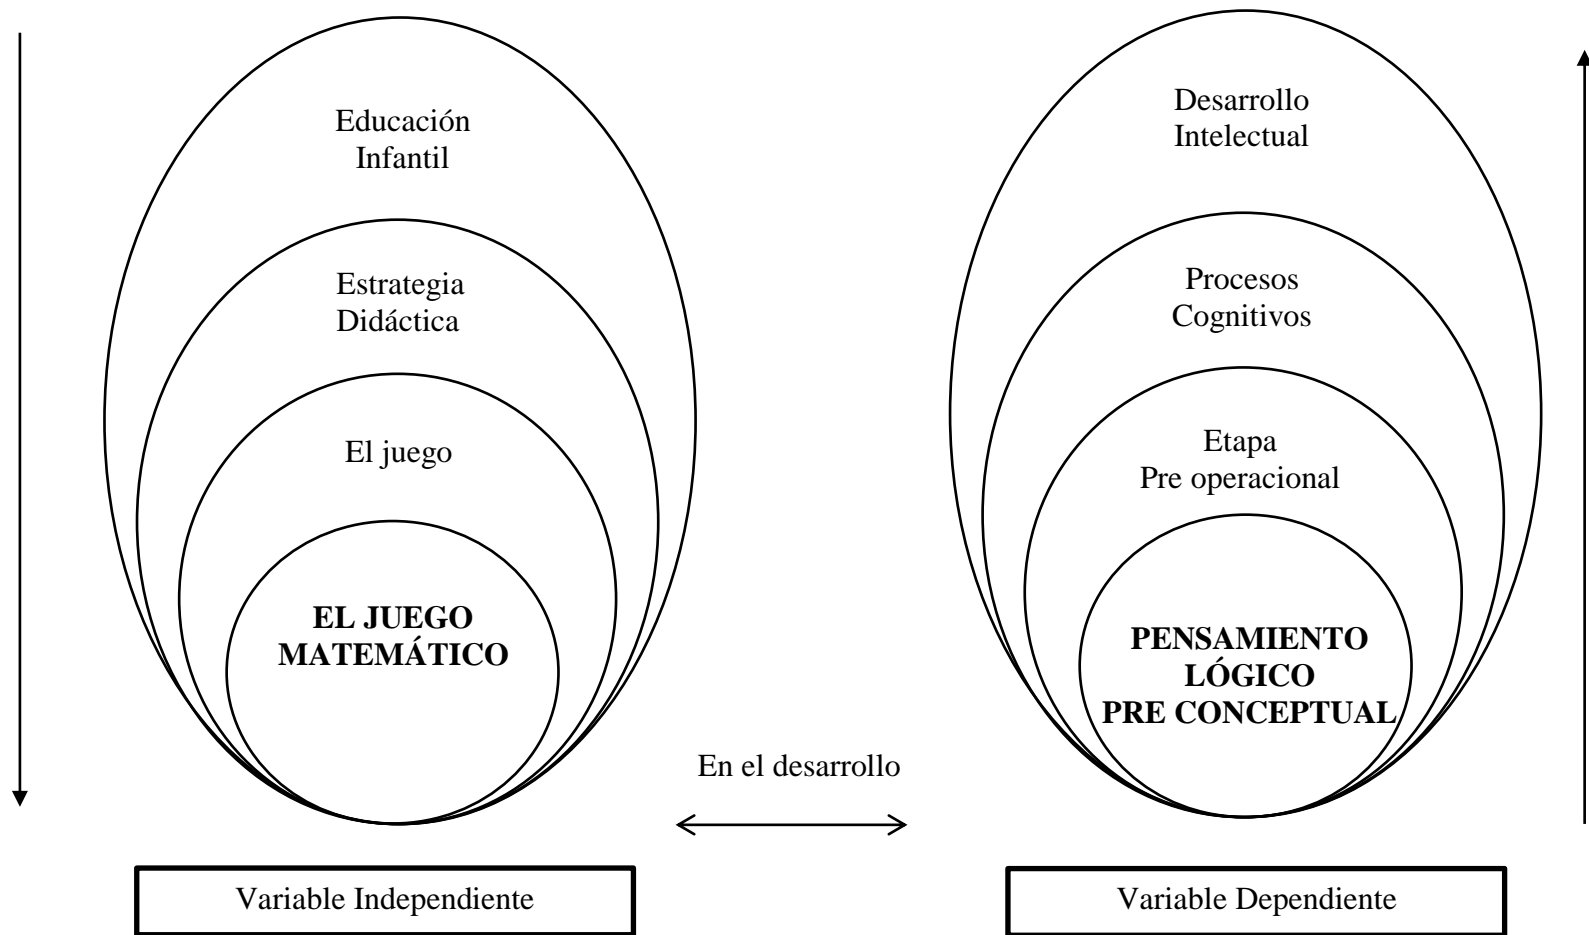 Educación
Infantil
Estrategia
Didáctica
El juego
EL JUEGO
MATEMÁTICO
Desarrollo
Intelectual
Procesos
Cognitivos
Etapa
Pre operacional
PENSAMIENTO
LÓGICO
PRE CONCEPTUAL
En el desarrollo
Variable Independiente
Variable Dependiente